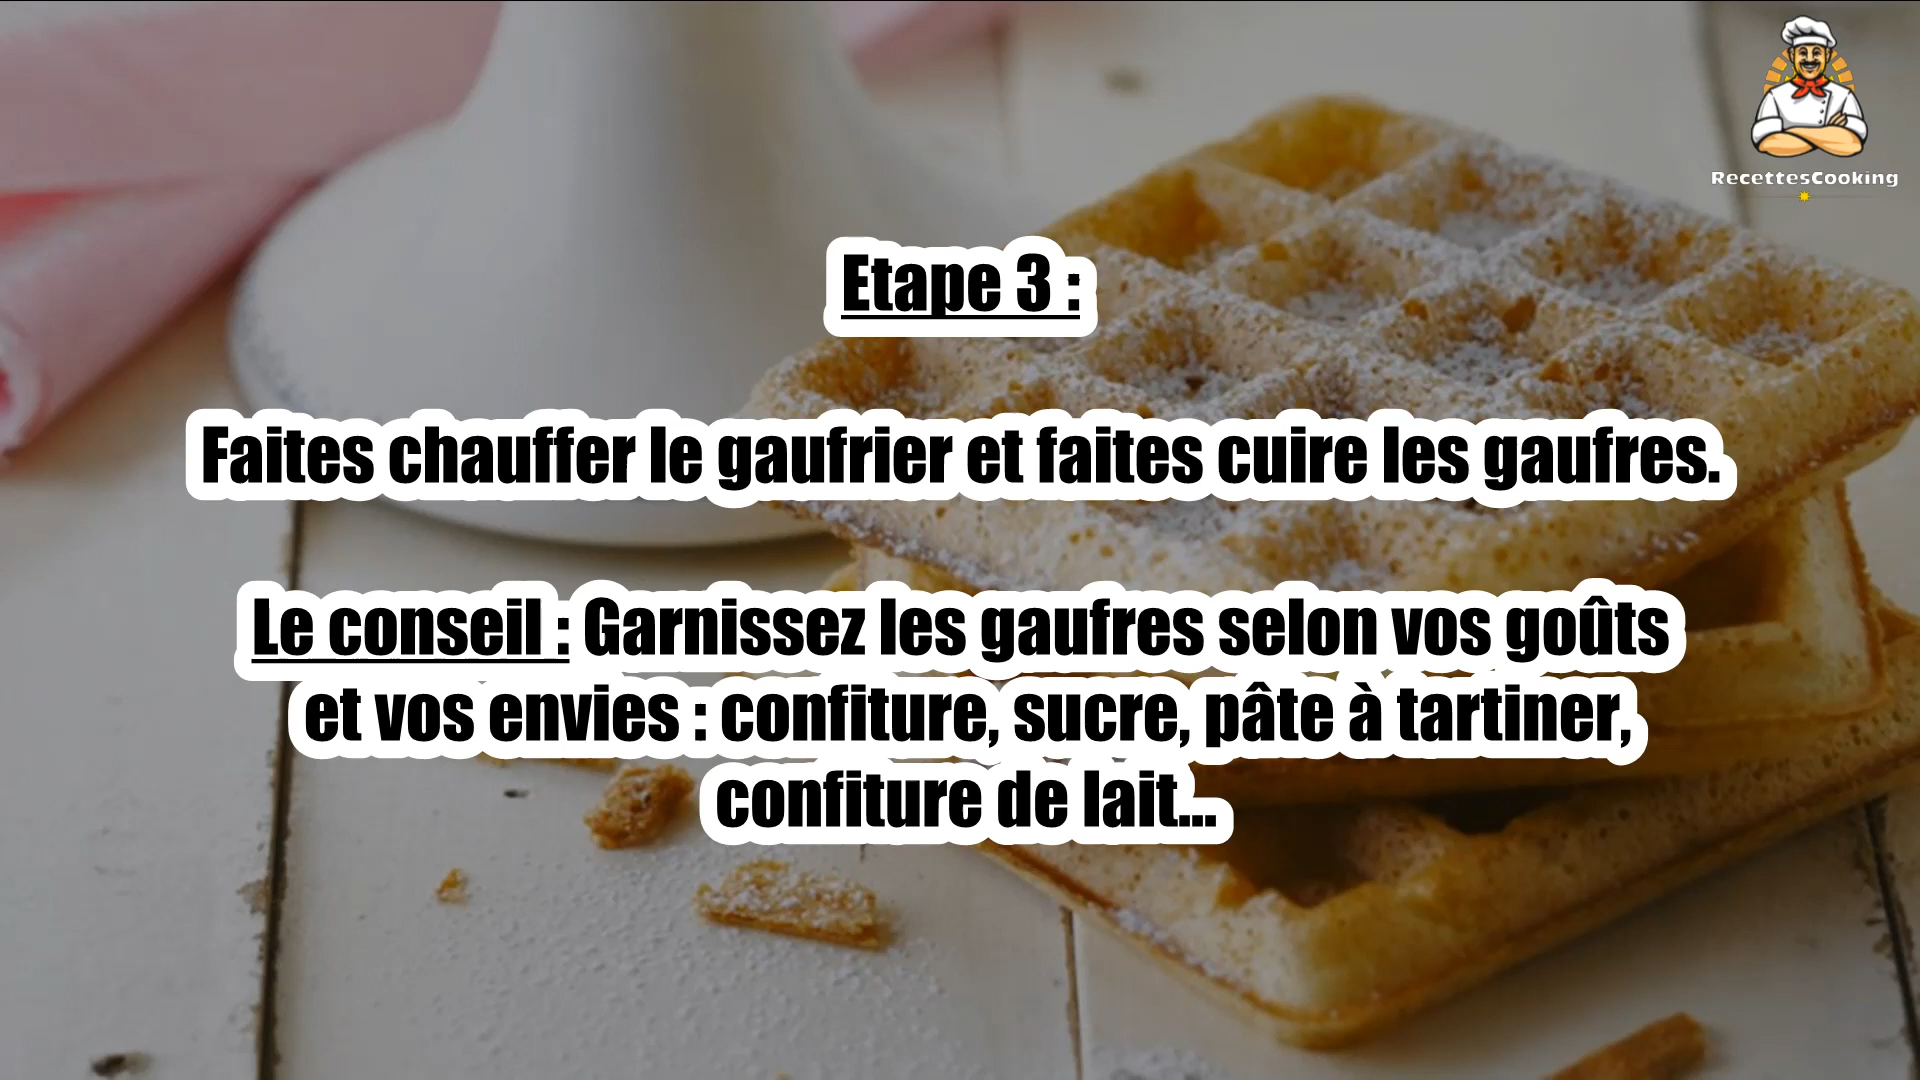 RecettesCooking
Etape 3 :
Faites chauffer le gaufrier et faites cuire les gaufres.
Le conseil : Garnissez les gaufres selon vos goûts
et vos envies : confiture, sucre, pâte à tartiner,
confiture de lait...